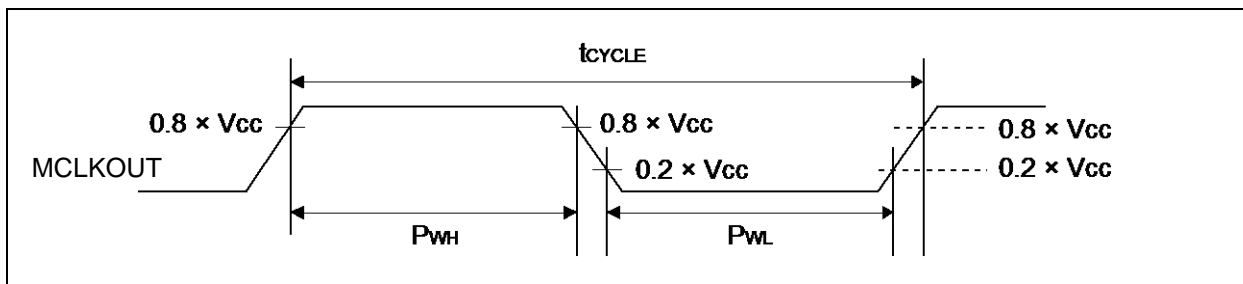 tCYCLE
0.8 × Vcc
0.8 × Vcc
0.8 × Vcc
MCLKOUT
0.2 × Vcc
0.2 × Vcc
PWH
PWL